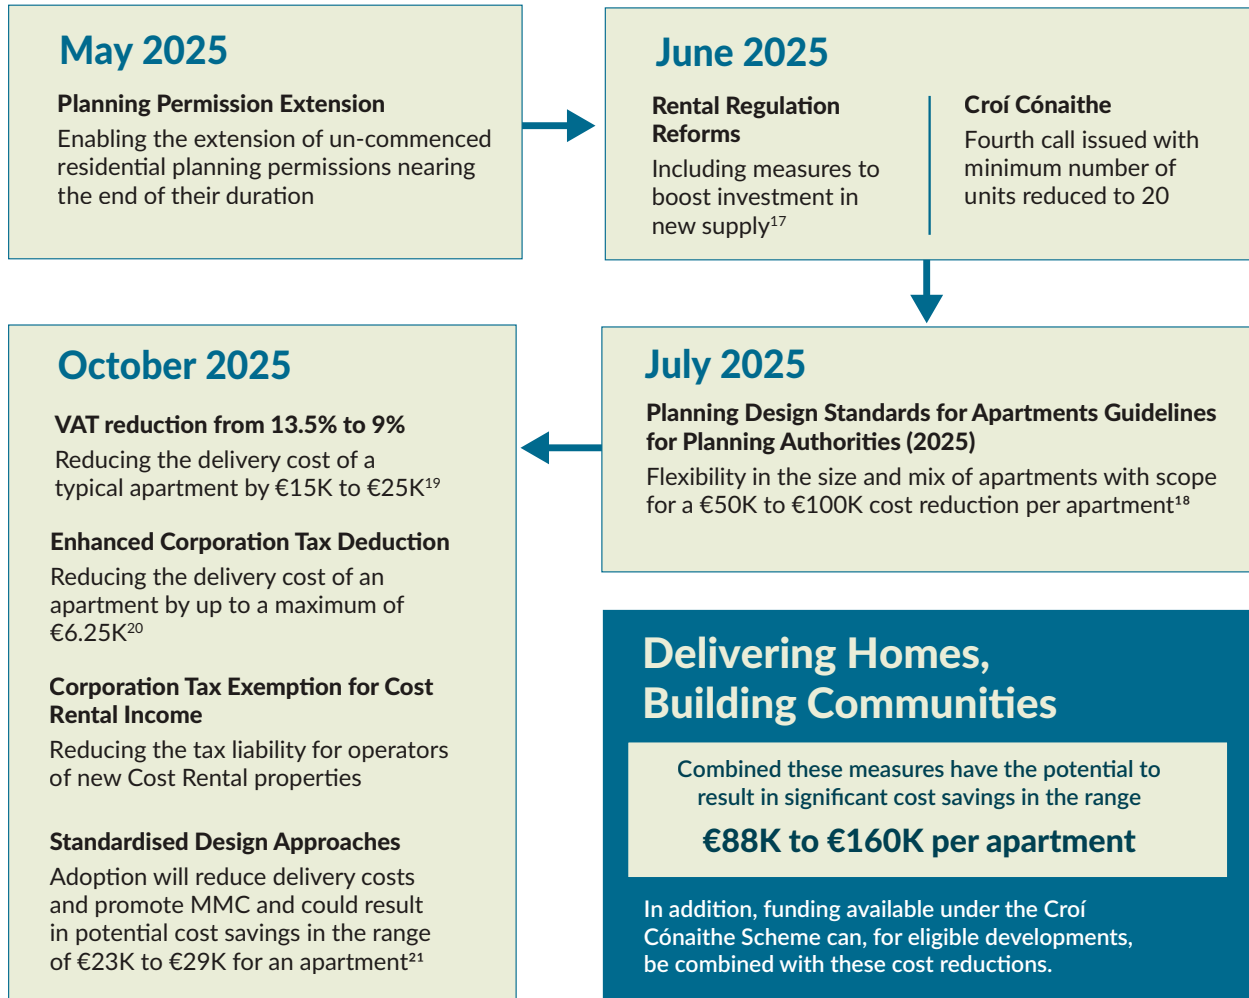 May 2025
Planning Permission Extension
Enabling the extension of un-commenced
residential planning permissions nearing
the end of their duration
June 2025
Rental Regulation
Reforms
Including measures to
boost investment in
new supply¹⁷
Croí Cónaithe
Fourth call issued with
minimum number of
units reduced to 20
July 2025
Planning Design Standards for Apartments Guidelines
for Planning Authorities (2025)
Flexibility in the size and mix of apartments with scope
for a €50K to €100K cost reduction per apartment¹⁸
October 2025
VAT reduction from 13.5% to 9%
Reducing the delivery cost of a
typical apartment by €15K to €25K¹⁹
Enhanced Corporation Tax Deduction
Reducing the delivery cost of an
apartment by up to a maximum of
€6.25K²⁰
Corporation Tax Exemption for Cost
Rental Income
Reducing the tax liability for operators
of new Cost Rental properties
Standardised Design Approaches
Adoption will reduce delivery costs
and promote MMC and could result
in potential cost savings in the range
of €23K to €29K for an apartment²¹
Delivering Homes,
Building Communities
Combined these measures have the potential to
result in significant cost savings in the range
€88K to €160K per apartment
In addition, funding available under the Croí
Cónaithe Scheme can, for eligible developments,
be combined with these cost reductions.